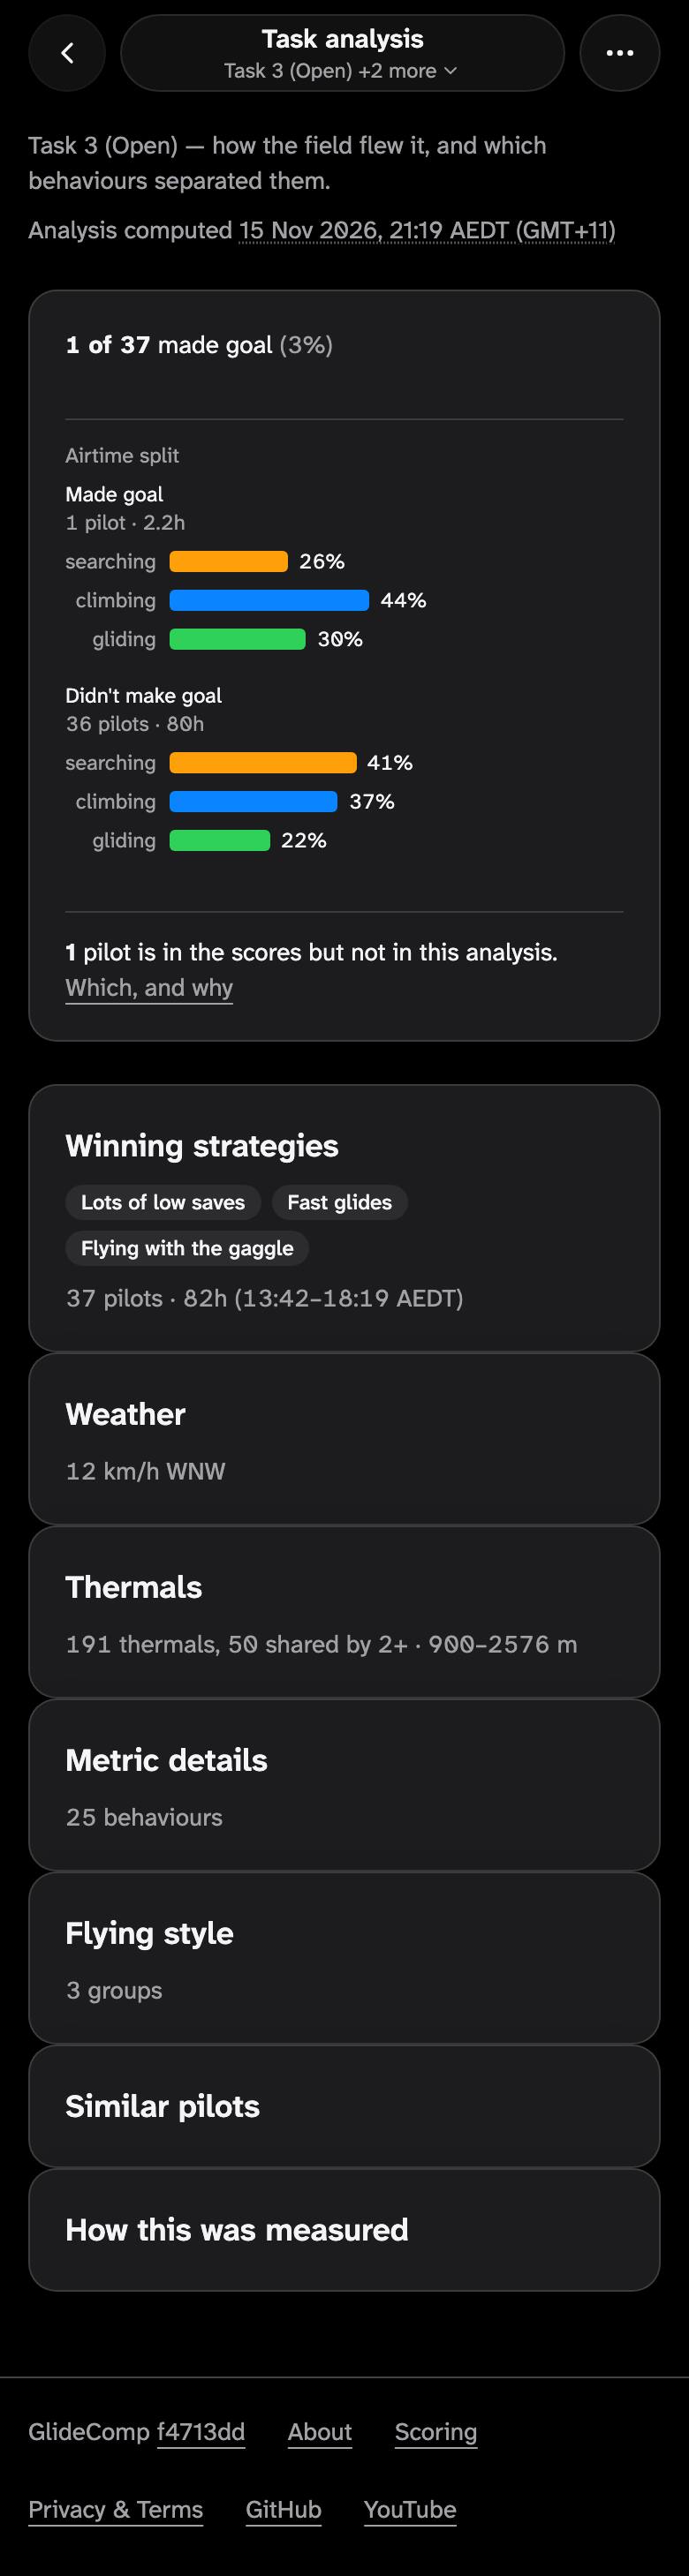 Task analysis
Task 3 (Open) +2 more
Task 3 (Open) — how the field flew it, and which
behaviours separated them.
Analysis computed 15 Nov 2026, 21:19 AEDT (GMT+11)
1 of 37 made goal (3%)
Airtime split
Made goal
1 pilot · 2.2h
searching 26%
climbing 44%
gliding 30%
Didn't make goal
36 pilots · 80h
searching 41%
climbing 37%
gliding 22%
1 pilot is in the scores but not in this analysis.
Which, and why
Winning strategies
Lots of low saves Fast glides
Flying with the gaggle
37 pilots · 82h (13:42–18:19 AEDT)
Weather
12 km/h WNW
Thermals
191 thermals, 50 shared by 2+ · 900–2576 m
Metric details
25 behaviours
Flying style
3 groups
Similar pilots
How this was measured
GlideComp f4713dd About Scoring
Privacy & Terms GitHub YouTube